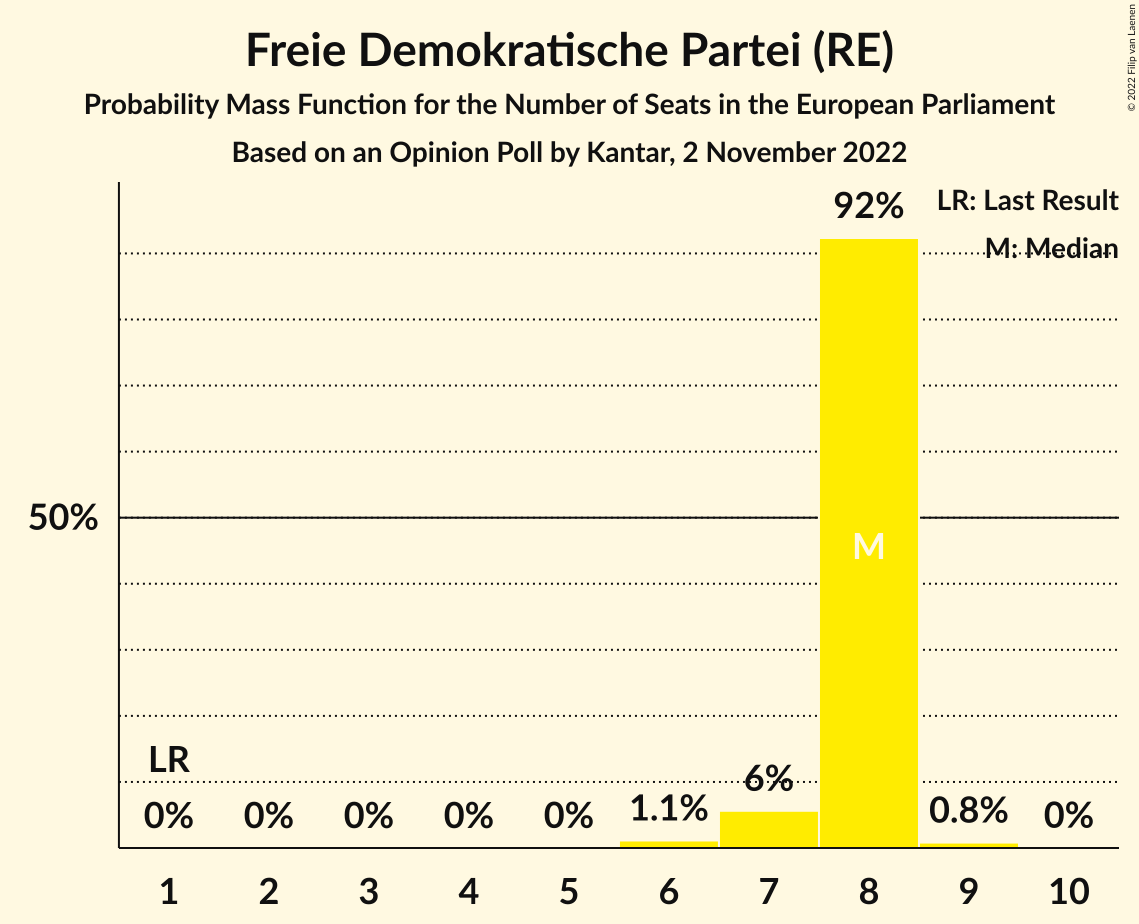 Freie Demokratische Partei (RE)
Probability Mass Function for the Number of Seats in the European Parliament
Based on an Opinion Poll by Kantar, 2 November 2022
© 2022 Filip van Laenen
LR: Last Result
M: Median
92%
50%
M
LR
0%
0%
0%
0%
0%
1.1%
6%
0.8%
0%
1
2
3
4
5
6
7
8
9
10